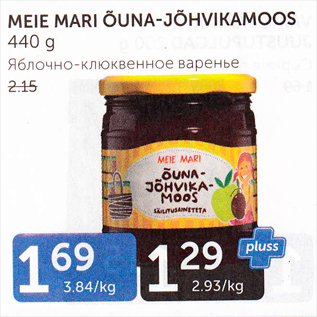 MEIE MARI ÕUNA-JÕHVIKAMOOS
440 g
Яблочно-клюквенное варенье
2.15
MEIE MARI
ÕUNA-
JÕHVIKA-
MOOS
SÄILITUSAINETETA
pluss
1 69
3.84/kg
1 29
2.93/kg